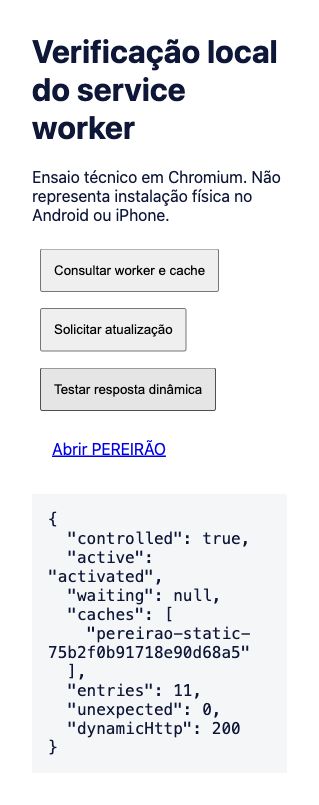 Verificação local
do service
worker
Ensaio técnico em Chromium. Não
representa instalação física no
Android ou iPhone.
Consultar worker e cache
Solicitar atualização
Testar resposta dinâmica
Abrir PEREIRÃO
{
  "controlled": true,
  "active":
"activated",
  "waiting": null,
  "caches": [
    "pereirao-static-
75b2f0b91718e90d68a5"
  ],
  "entries": 11,
  "unexpected": 0,
  "dynamicHttp": 200
}